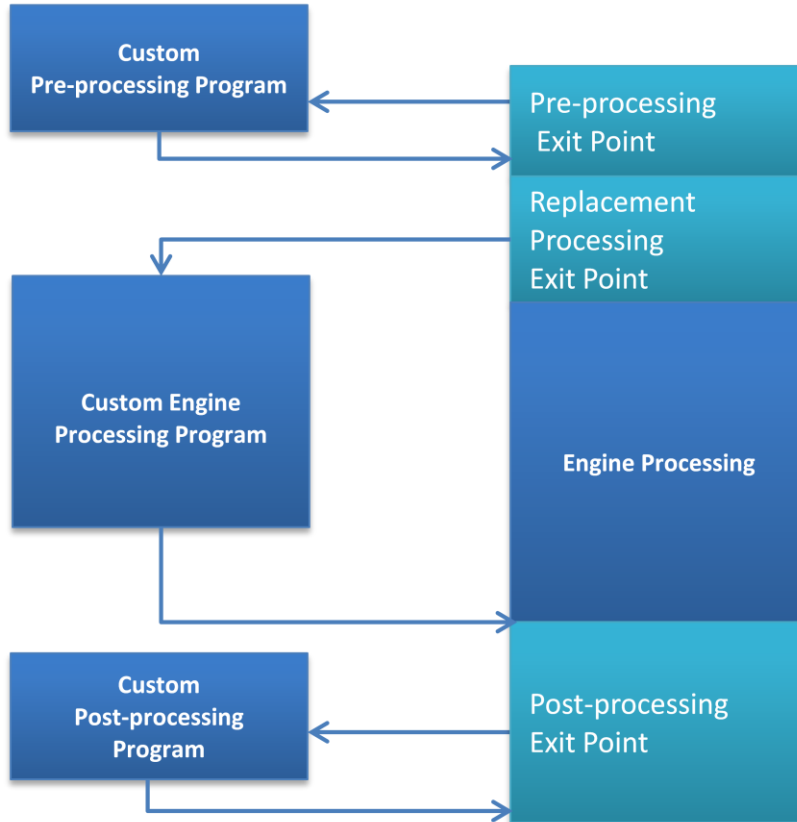 Custom
Pre-processing Program
Pre-processing
Exit Point
Replacement
Processing
Exit Point
Custom Engine
Processing Program
Engine Processing
Custom
Post-processing
Program
Post-processing
Exit Point